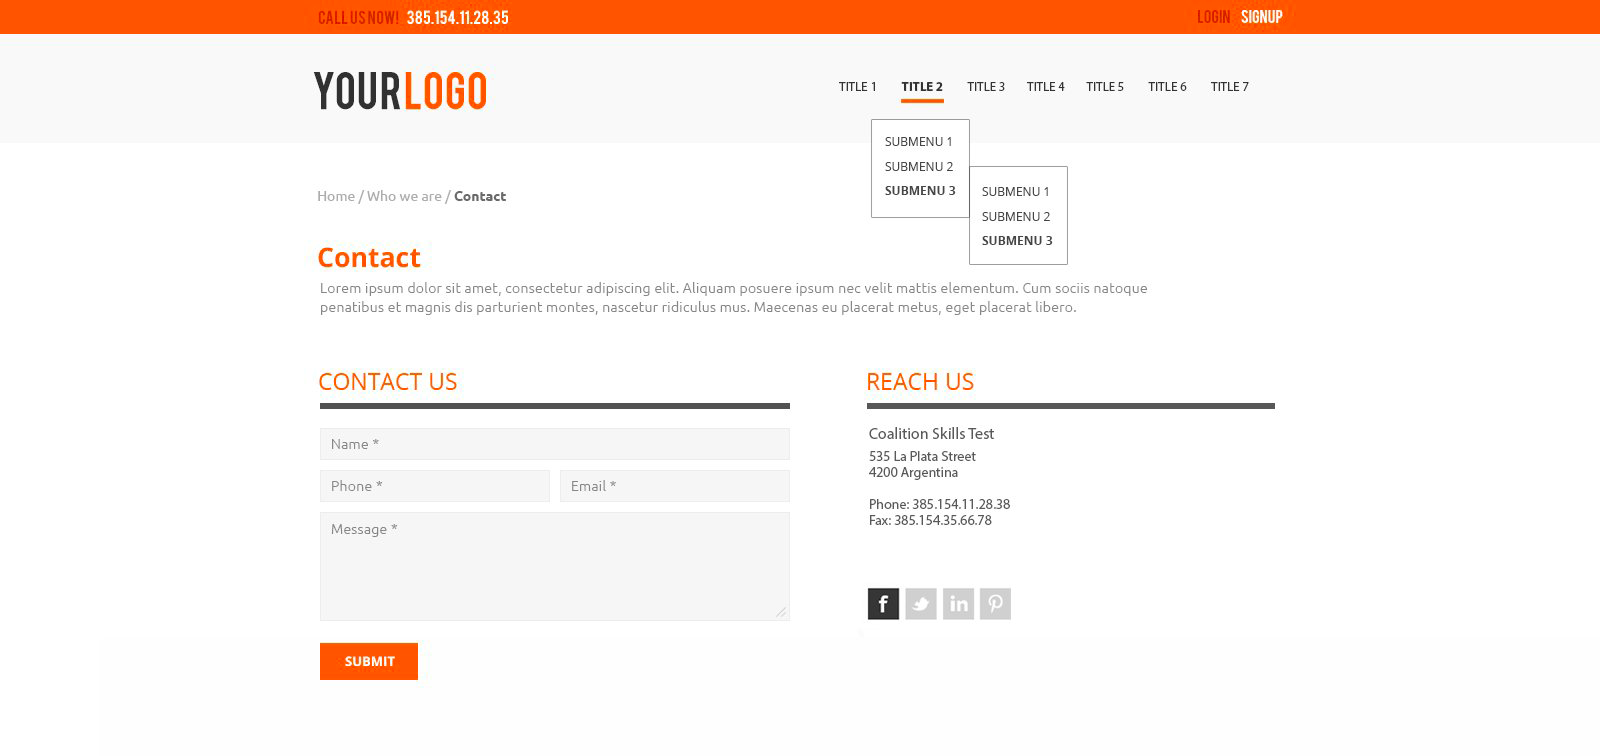 CALL US NOW! 385.154.11.28.35
LOGIN SIGNUP
YOURLOGO
TITLE 1 TITLE 2 TITLE 3 TITLE 4 TITLE 5 TITLE 6 TITLE 7
SUBMENU 1
SUBMENU 2
SUBMENU 3
SUBMENU 1
SUBMENU 2
SUBMENU 3
Home / Who we are / Contact
Contact
Lorem ipsum dolor sit amet, consectetur adipiscing elit. Aliquam posuere ipsum nec velit mattis elementum. Cum sociis natoque
penatibus et magnis dis parturient montes, nascetur ridiculus mus. Maecenas eu placerat metus, eget placerat libero.
CONTACT US
Name *
Phone * Email *
Message *
SUBMIT
REACH US
Coalition Skills Test
535 La Plata Street
4200 Argentina
Phone: 385.154.11.28.38
Fax: 385.154.35.66.78
f in